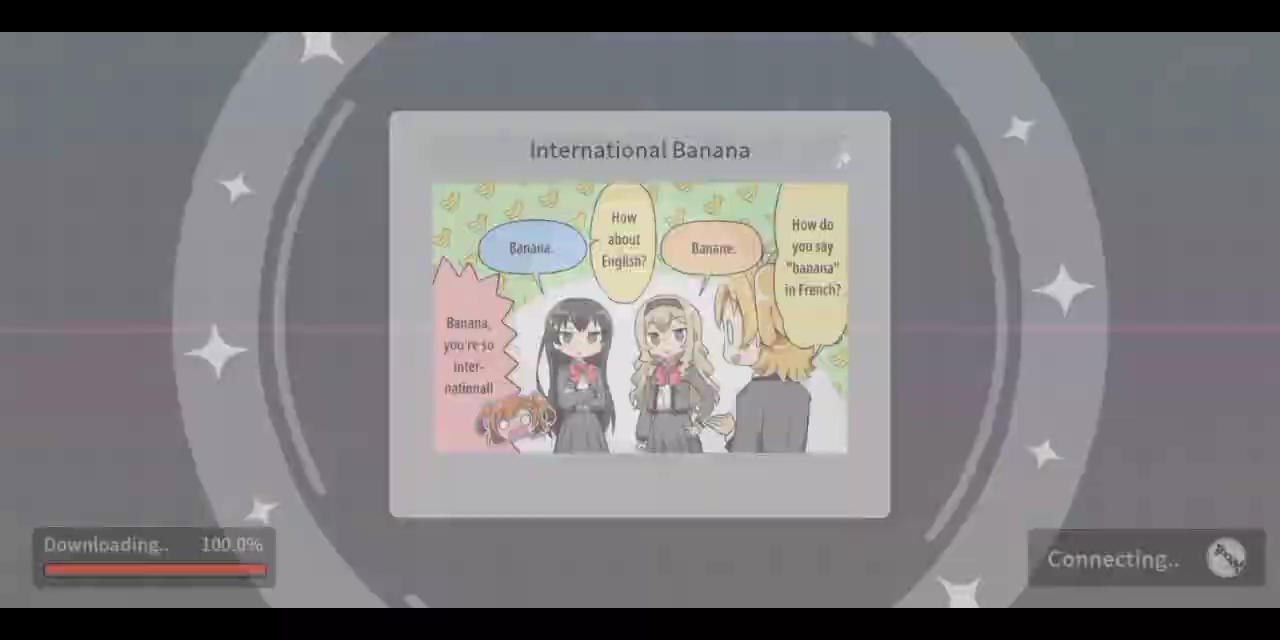 International Banana
How do
you say
"banana"
in French?
Banane.
How
about
English?
Banana.
Banana,
you're so
inter-
national!
Downloading.. 100.0%
Connecting..